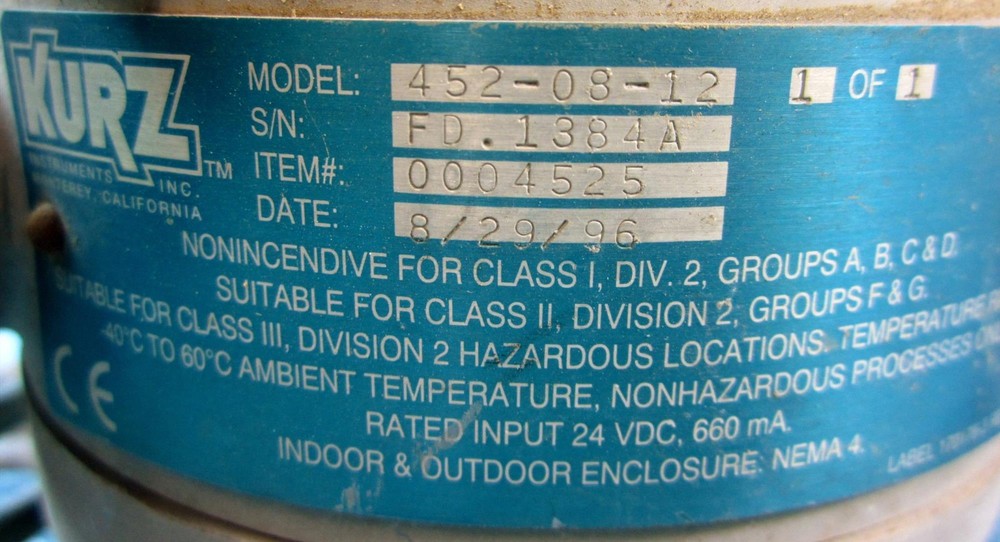 KURZ TM
INSTRUMENTS INC.
MONTEREY, CALIFORNIA
MODEL: 452-08-12 1 OF 1
S/N: FD.1384A
ITEM#: 0004525
DATE: 8/29/96
NONINCENDIVE FOR CLASS I, DIV. 2, GROUPS A, B, C & D.
SUITABLE FOR CLASS II, DIVISION 2, GROUPS F & G.
SUITABLE FOR CLASS III, DIVISION 2 HAZARDOUS LOCATIONS. TEMPERATURE
-40°C TO 60°C AMBIENT TEMPERATURE, NONHAZARDOUS PROCESSES
RATED INPUT 24 VDC, 660 mA.
INDOOR & OUTDOOR ENCLOSURE: NEMA 4.
LABEL
CE